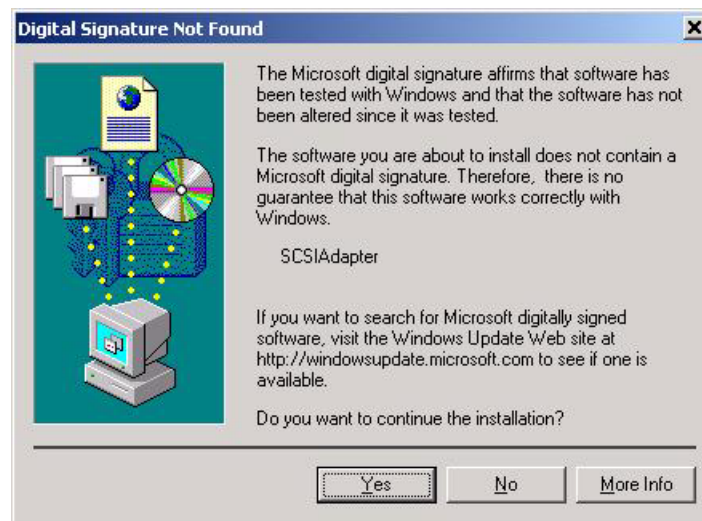 Digital Signature Not Found
The Microsoft digital signature affirms that software has
been tested with Windows and that the software has not
been altered since it was tested.
The software you are about to install does not contain a
Microsoft digital signature. Therefore, there is no
guarantee that this software works correctly with
Windows.
SCSIAdapter
If you want to search for Microsoft digitally signed
software, visit the Windows Update Web site at
http://windowsupdate.microsoft.com to see if one is
available.
Do you want to continue the installation?
Yes
No
More Info